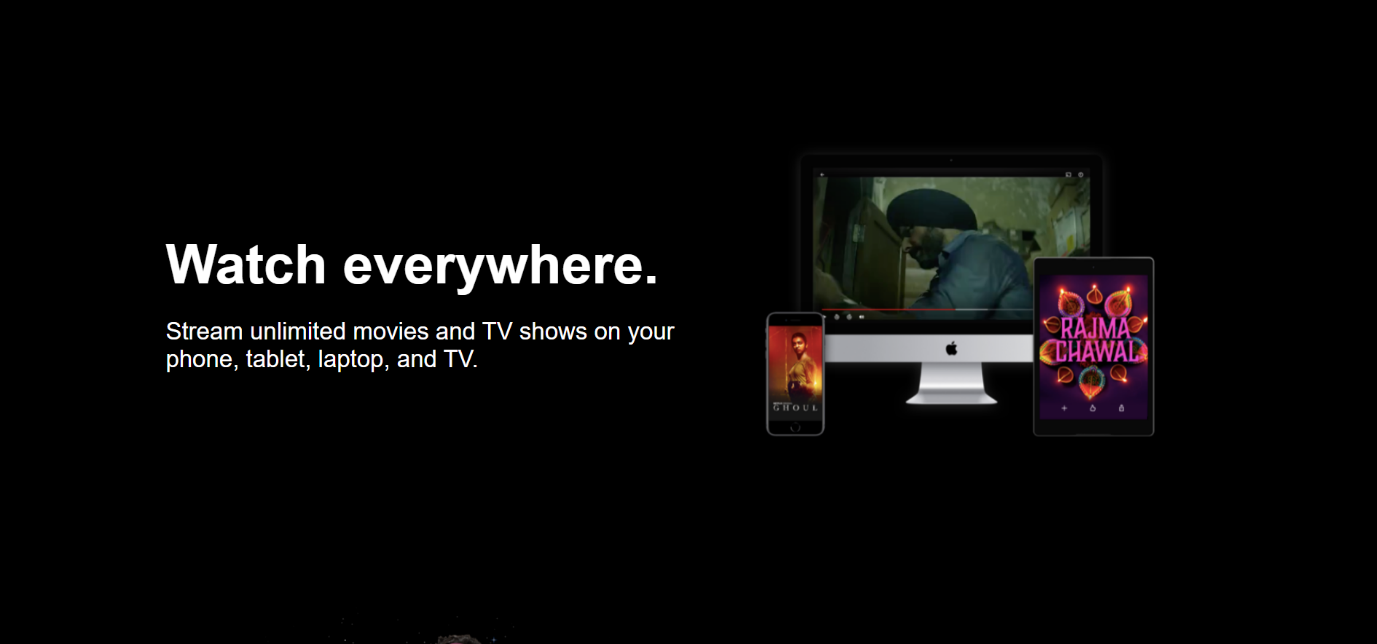 Watch everywhere.
Stream unlimited movies and TV shows on your
phone, tablet, laptop, and TV.
RAJMA
CHAWAL
GHOUL